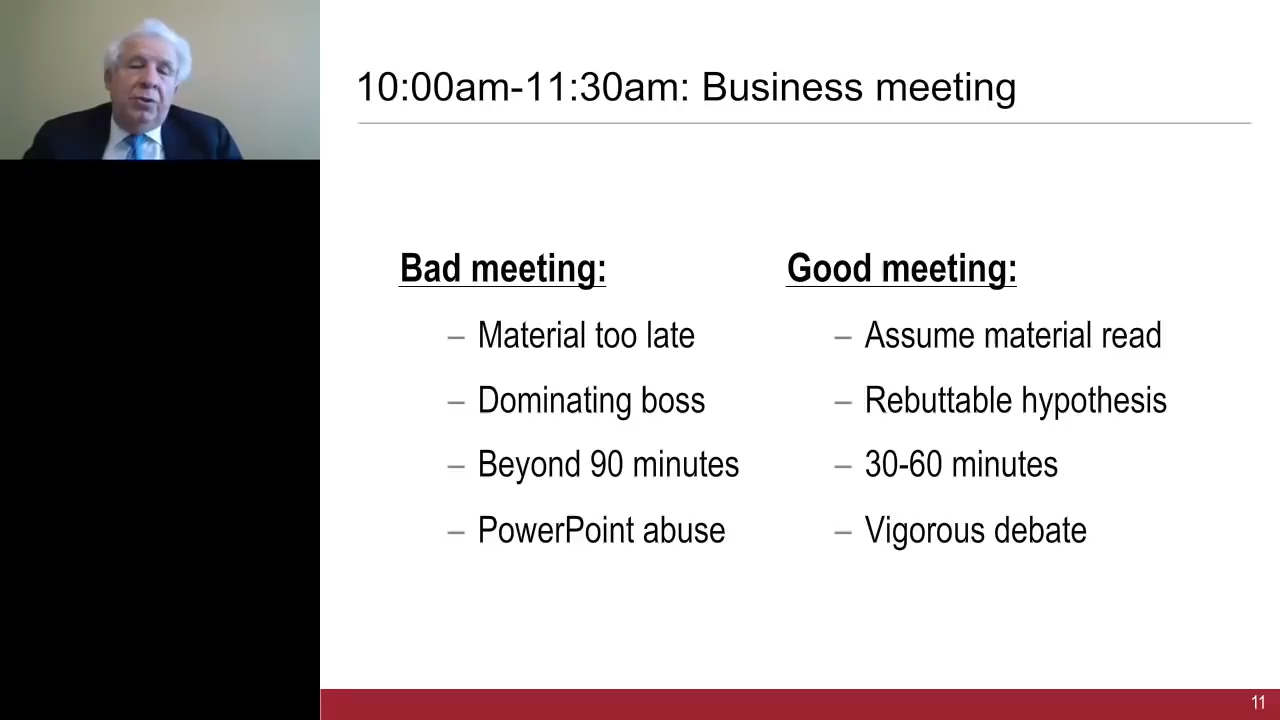 10:00am-11:30am: Business meeting
Bad meeting:
– Material too late
– Dominating boss
– Beyond 90 minutes
– PowerPoint abuse
Good meeting:
– Assume material read
– Rebuttable hypothesis
– 30-60 minutes
– Vigorous debate
11